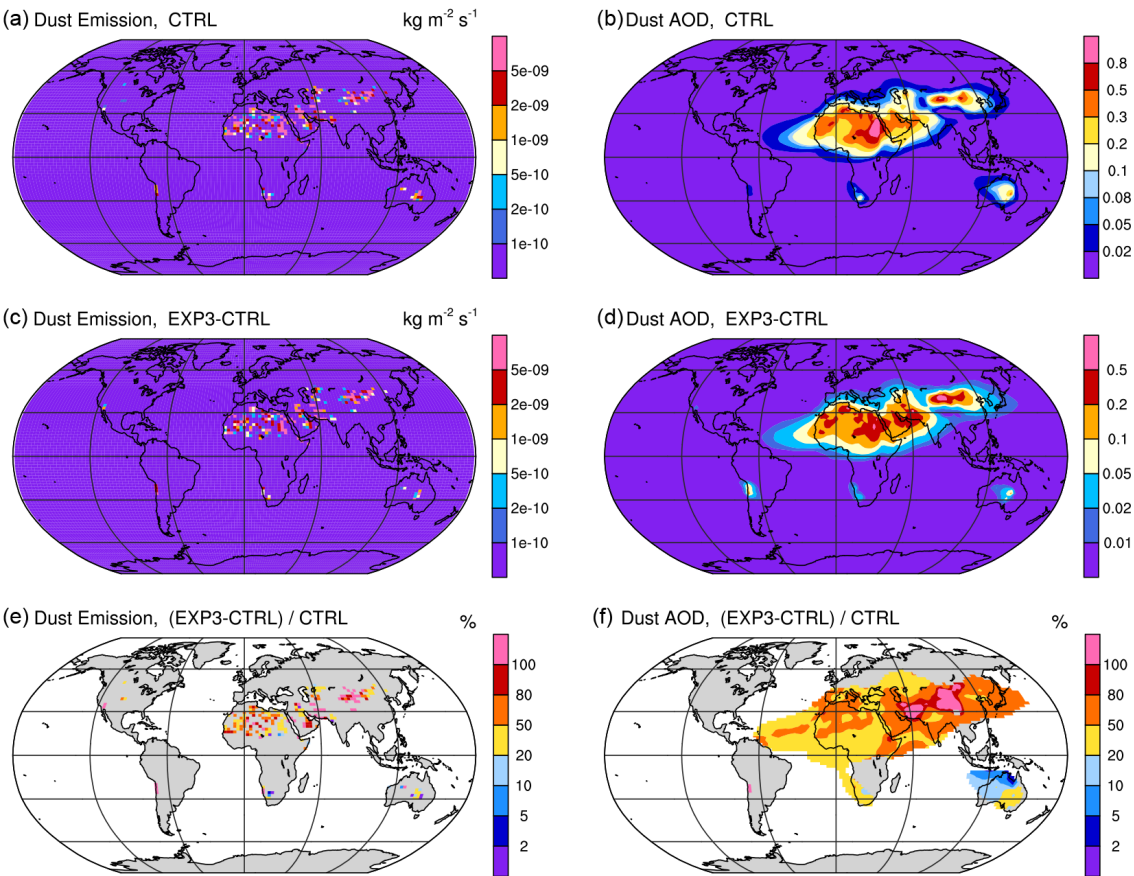 (a) Dust Emission, CTRL kg m⁻² s⁻¹
5e-09
2e-09
1e-09
5e-10
2e-10
1e-10
(b) Dust AOD, CTRL
0.8
0.5
0.3
0.2
0.1
0.08
0.05
0.02
(c) Dust Emission, EXP3-CTRL kg m⁻² s⁻¹
5e-09
2e-09
1e-09
5e-10
2e-10
1e-10
(d) Dust AOD, EXP3-CTRL
0.5
0.2
0.1
0.05
0.02
0.01
(e) Dust Emission, (EXP3-CTRL) / CTRL %
100
80
50
20
10
5
2
(f) Dust AOD, (EXP3-CTRL) / CTRL %
100
80
50
20
10
5
2